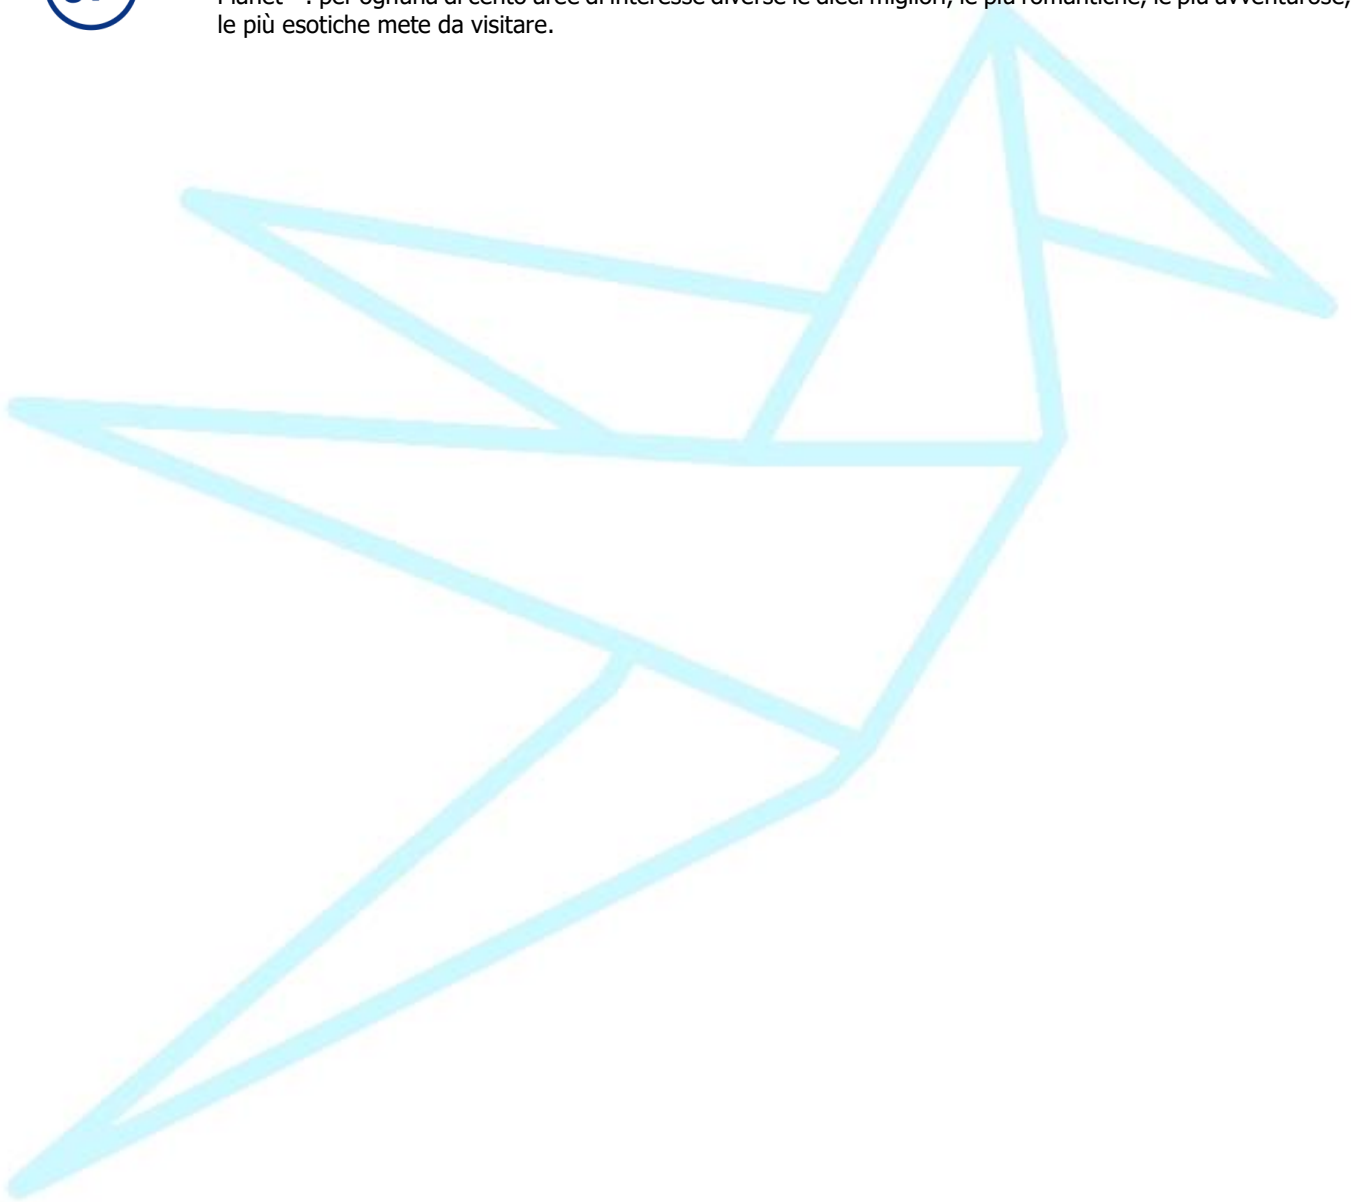 Planet” : per ognuna di cento aree di interesse diverse le dieci migliori, le più romantiche, le più avventurose,
le più esotiche mete da visitare.